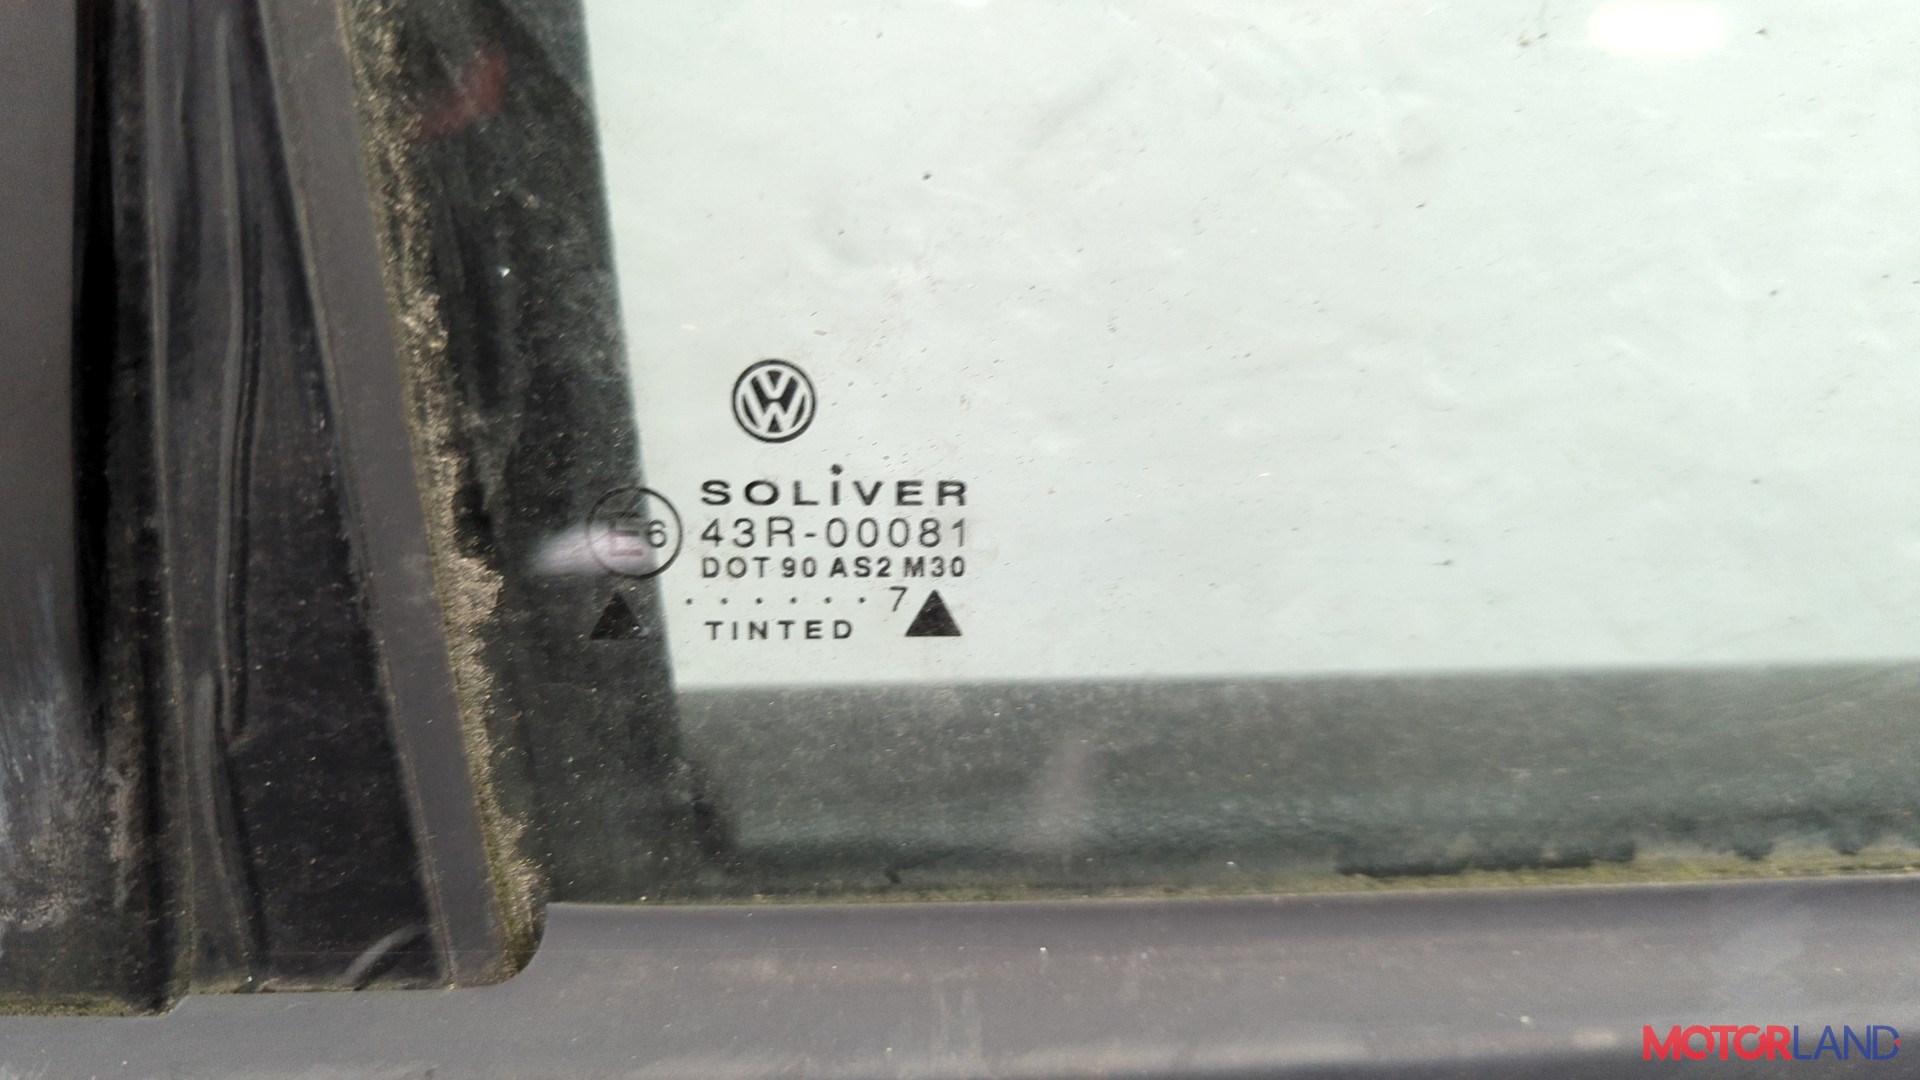 SOLiVER
E6 43R-00081
DOT 90 AS2 M30
. . . . . . . 7
TINTED
MOTORLAND